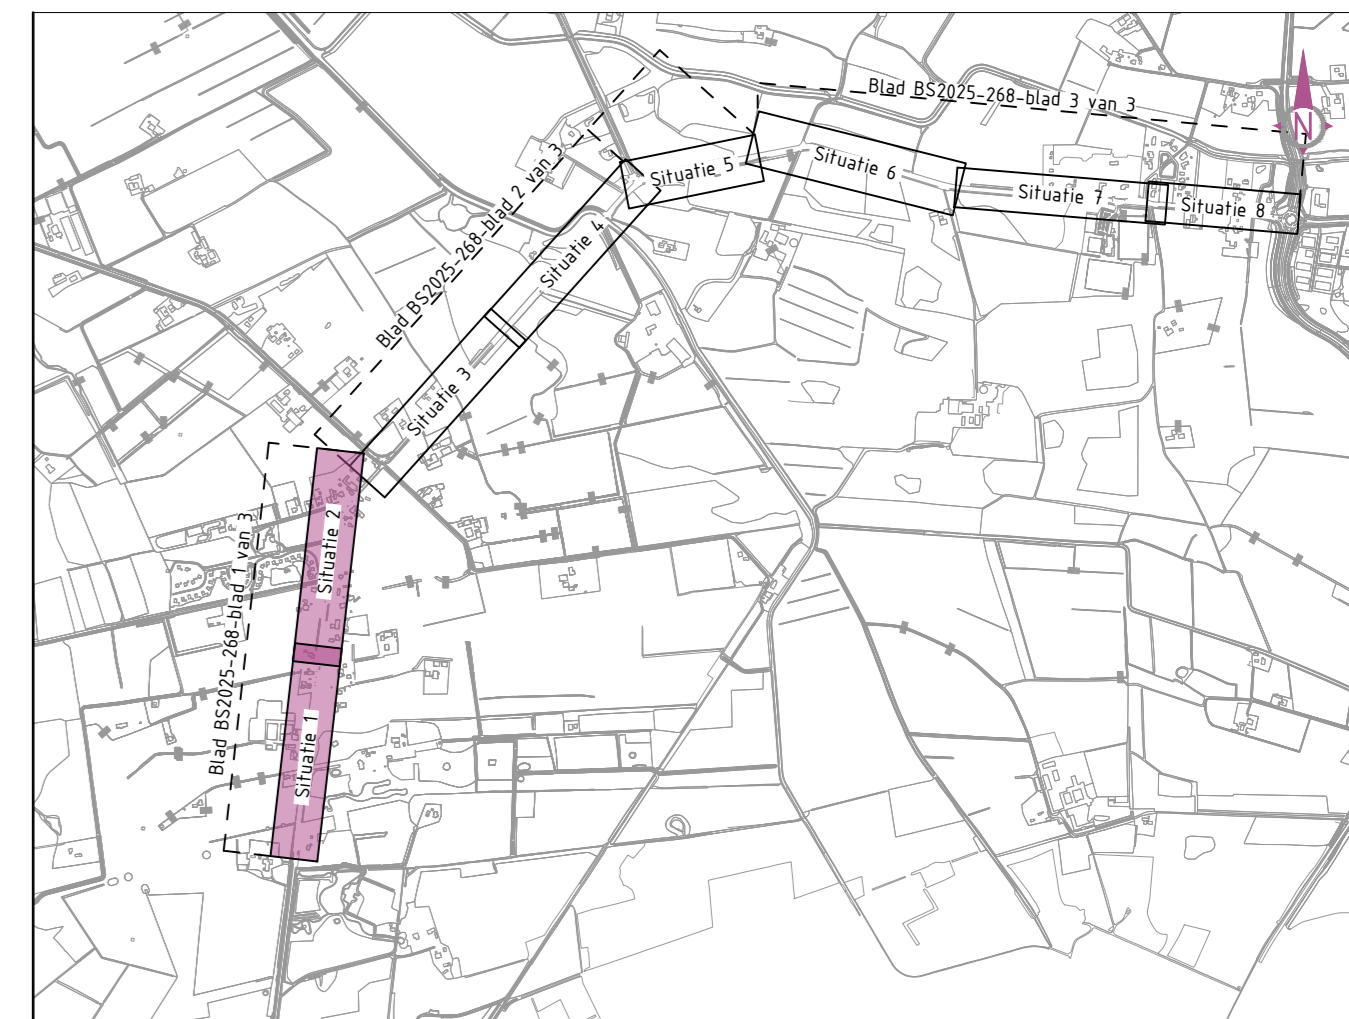 Blad BS2025-268-blad 3 van 3
N
Situatie 5
Situatie 6
Situatie 7
Situatie 8
Blad BS2025-268-blad 2 van 3
Situatie 4
Situatie 3
Blad BS2025-268-blad 1 van 3
Situatie 2
Situatie 1